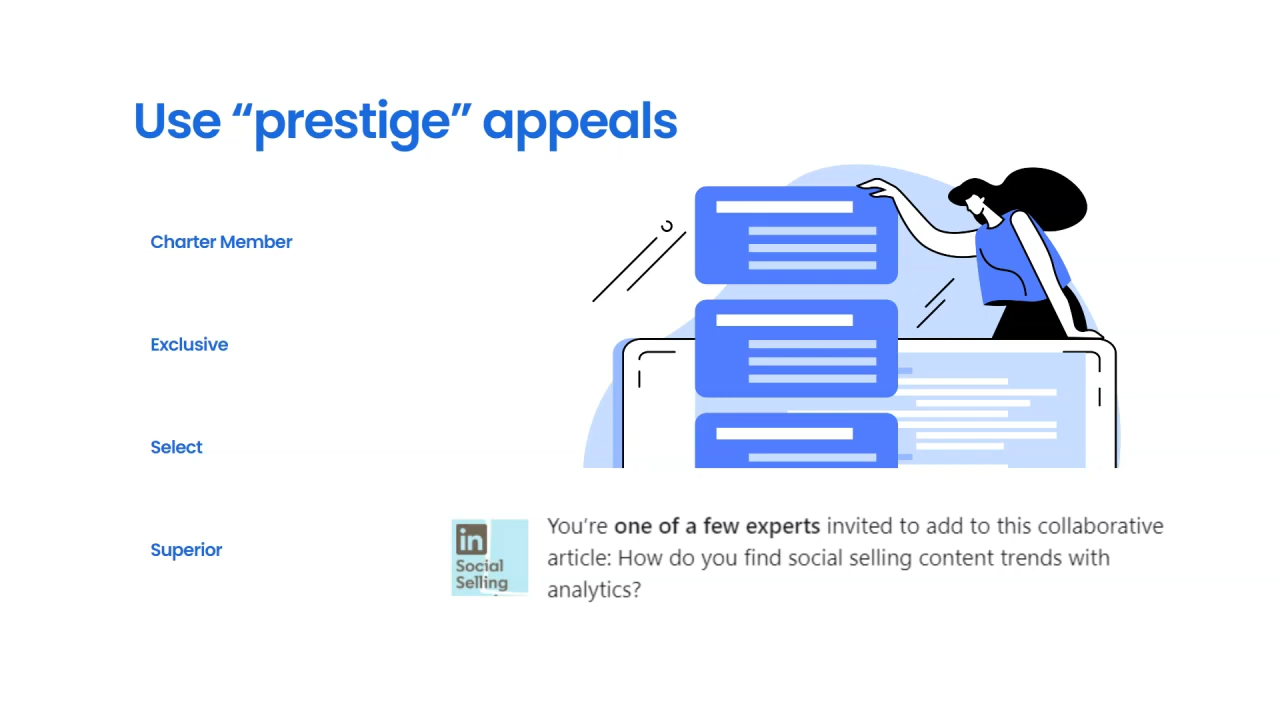 Use “prestige” appeals
Charter Member
Exclusive
Select
Superior
in
Social
Selling
You’re one of a few experts invited to add to this collaborative
article: How do you find social selling content trends with
analytics?